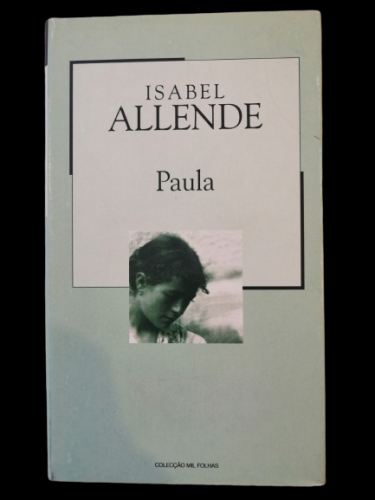 ISABEL
ALLENDE
Paula
COLECÇÃO MIL FOLHAS